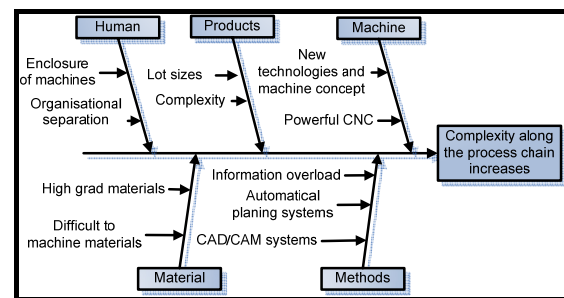 Human
Products
Machine
Enclosure
of machines
Organisational
separation
Lot sizes
Complexity
New
technologies and
machine concept
Powerful CNC
Complexity along
the process chain
increases
High grad materials
Difficult to
machine materials
Information overload
Automatical
planing systems
CAD/CAM systems
Material
Methods